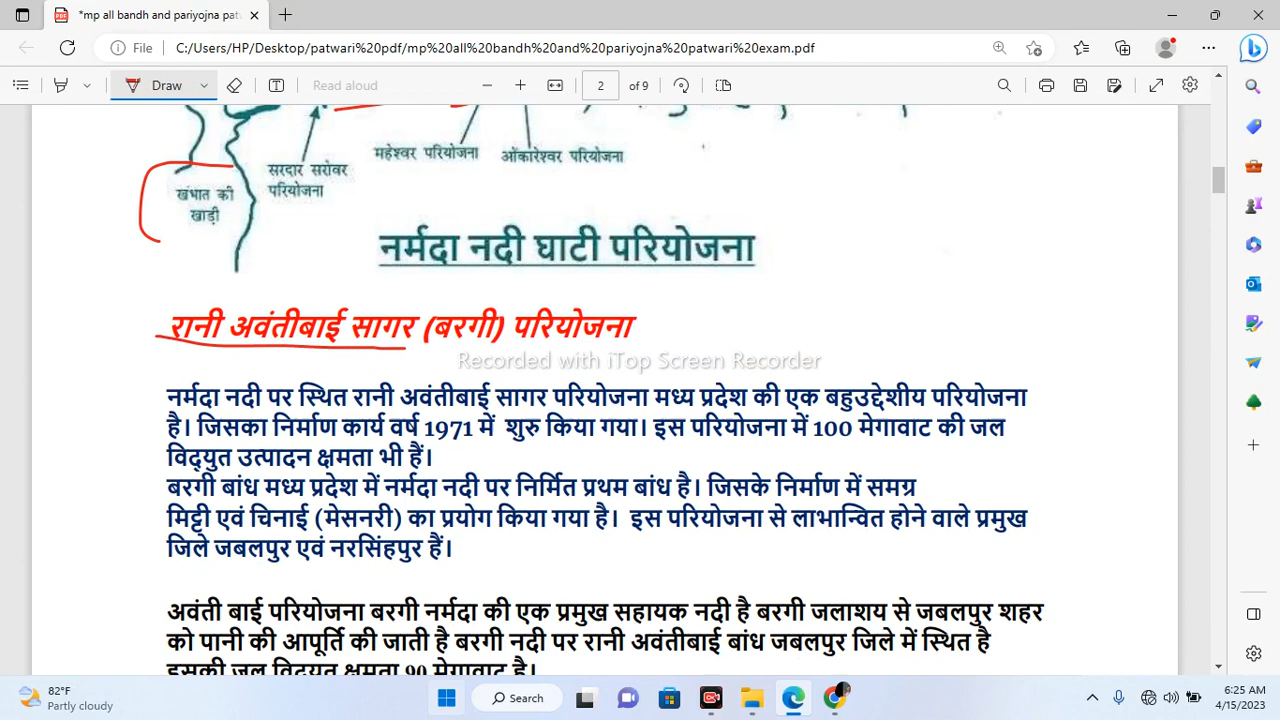 *mp all bandh and pariyojna pat
File
C:/Users/HP/Desktop/patwari%20pdf/mp%20all%20bandh%20and%20pariyojna%20patwari%20exam.pdf
Draw
Read aloud
2 of 9
महेश्वर परियोजना
ओंकारेश्वर परियोजना
सरदार सरोवर
परियोजना
खंभात की
खाड़ी
नर्मदा नदी घाटी परियोजना
रानी अवंतीबाई सागर (बरगी) परियोजना
Recorded with iTop Screen Recorder
नर्मदा नदी पर स्थित रानी अवंतीबाई सागर परियोजना मध्य प्रदेश की एक बहुउद्देशीय परियोजना
है। जिसका निर्माण कार्य वर्ष 1971 में शुरु किया गया। इस परियोजना में 100 मेगावाट की जल
विद्युत उत्पादन क्षमता भी हैं।
बरगी बांध मध्य प्रदेश में नर्मदा नदी पर निर्मित प्रथम बांध है। जिसके निर्माण में समग्र
मिट्टी एवं चिनाई (मेसनरी) का प्रयोग किया गया है। इस परियोजना से लाभान्वित होने वाले प्रमुख
जिले जबलपुर एवं नरसिंहपुर हैं।
अवंती बाई परियोजना बरगी नर्मदा की एक प्रमुख सहायक नदी है बरगी जलाशय से जबलपुर शहर
को पानी की आपूर्ति की जाती है बरगी नदी पर रानी अवंतीबाई बांध जबलपुर जिले में स्थित है
इसकी जल विद्युत क्षमता 90 मेगावाट है।
82°F
Partly cloudy
Search
6:25 AM
4/15/2023